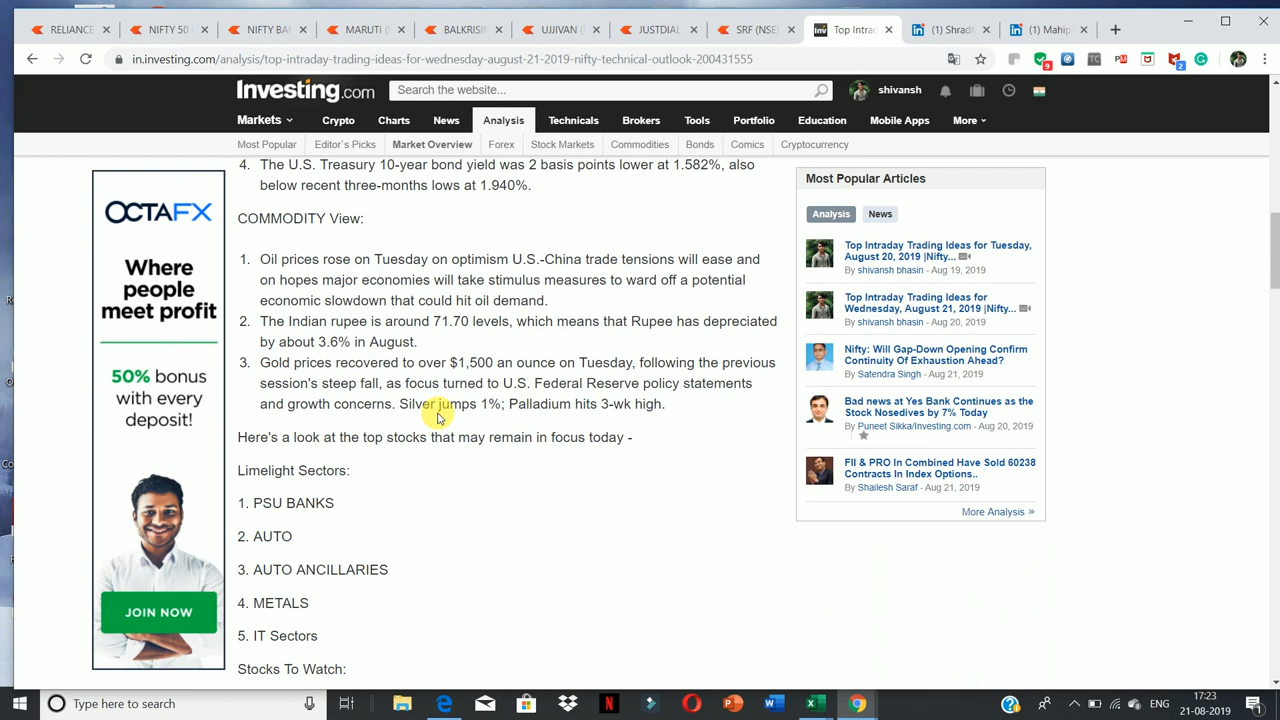 RELIANCE
NIFTY 50
NIFTY BAN
MARUTI
BALKRISIN
UJJIVAN (
JUSTDIAL
SRF (NSE)
Top Intrad
(1) Shradh
(1) Mahip
in.investing.com/analysis/top-intraday-trading-ideas-for-wednesday-august-21-2019-nifty-technical-outlook-200431555
Investing.com
Search the website...
shivansh
Markets
Crypto
Charts
News
Analysis
Technicals
Brokers
Tools
Portfolio
Education
Mobile Apps
More
Most Popular
Editor`s Picks
Market Overview
Forex
Stock Markets
Commodities
Bonds
Comics
Cryptocurrency
4. The U.S. Treasury 10-year bond yield was 2 basis points lower at 1.582%, also
below recent three-months lows at 1.940%.
COMMODITY View:
1. Oil prices rose on Tuesday on optimism U.S.-China trade tensions will ease and
on hopes major economies will take stimulus measures to ward off a potential
economic slowdown that could hit oil demand.
2. The Indian rupee is around 71.70 levels, which means that Rupee has depreciated
by about 3.6% in August.
3. Gold prices recovered to over $1,500 an ounce on Tuesday, following the previous
session's steep fall, as focus turned to U.S. Federal Reserve policy statements
and growth concerns. Silver jumps 1%; Palladium hits 3-wk high.
Here's a look at the top stocks that may remain in focus today -
Limelight Sectors:
1. PSU BANKS
2. AUTO
3. AUTO ANCILLARIES
4. METALS
5. IT Sectors
Stocks To Watch:
OCTAFX
Where
people
meet profit
50% bonus
with every
deposit!
JOIN NOW
Most Popular Articles
Analysis
News
Top Intraday Trading Ideas for Tuesday,
August 20, 2019 |Nifty...
By shivansh bhasin - Aug 19, 2019
Top Intraday Trading Ideas for
Wednesday, August 21, 2019 |Nifty...
By shivansh bhasin - Aug 20, 2019
Nifty: Will Gap-Down Opening Confirm
Continuity Of Exhaustion Ahead?
By Satendra Singh - Aug 21, 2019
Bad news at Yes Bank Continues as the
Stock Nosedives by 7% Today
By Puneet Sikka/Investing.com - Aug 20, 2019
FII & PRO In Combined Have Sold 60238
Contracts In Index Options..
By Shailesh Saraf - Aug 21, 2019
More Analysis »
Type here to search
ENG
17:23
21-08-2019